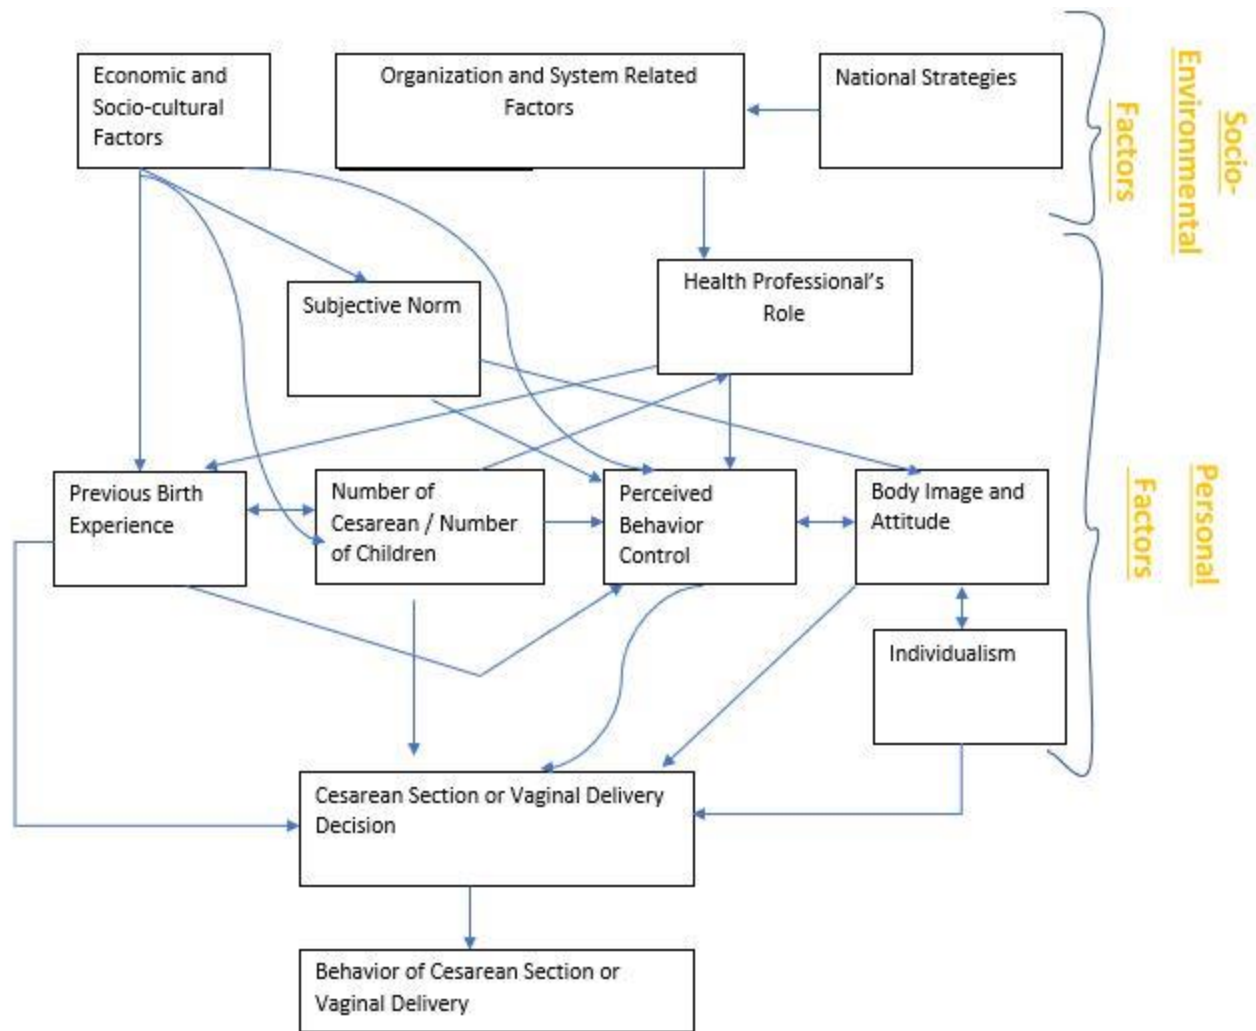 Economic and
Socio-cultural
Factors
Organization and System Related
Factors
National Strategies
Socio-
Environmental
Factors
Subjective Norm
Health Professional's
Role
Previous Birth
Experience
Number of
Cesarean / Number
of Children
Perceived
Behavior
Control
Body Image and
Attitude
Personal
Factors
Individualism
Cesarean Section or Vaginal Delivery
Decision
Behavior of Cesarean Section or
Vaginal Delivery